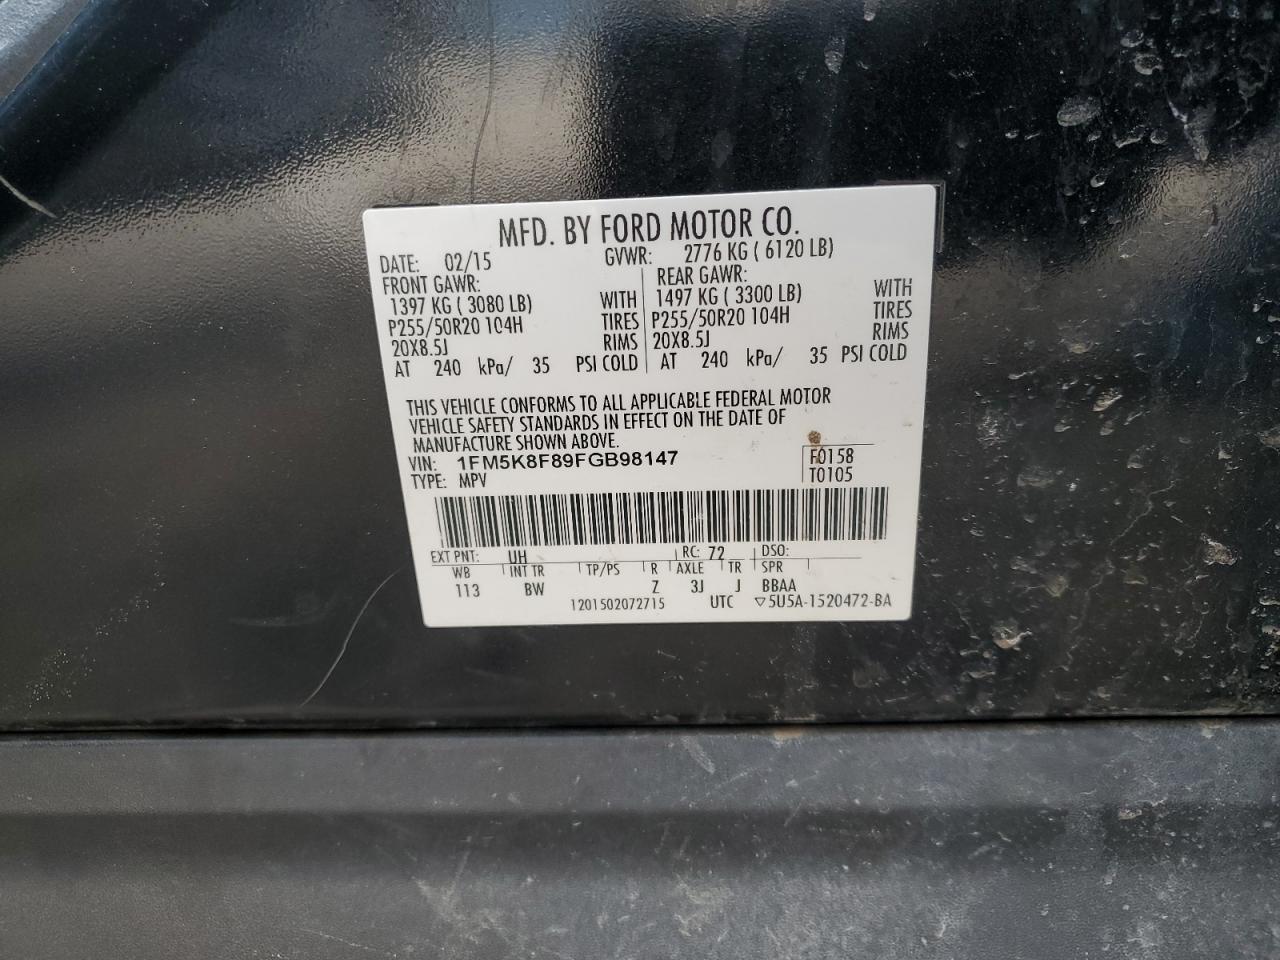 MFD. BY FORD MOTOR CO.
DATE: 02/15 GVWR: 2776 KG ( 6120 LB)
FRONT GAWR: REAR GAWR:
1397 KG ( 3080 LB) WITH 1497 KG ( 3300 LB) WITH
P255/50R20 104H TIRES P255/50R20 104H TIRES
20X8.5J RIMS 20X8.5J RIMS
AT 240 kPa/ 35 PSI COLD AT 240 kPa/ 35 PSI COLD
THIS VEHICLE CONFORMS TO ALL APPLICABLE FEDERAL MOTOR
VEHICLE SAFETY STANDARDS IN EFFECT ON THE DATE OF
MANUFACTURE SHOWN ABOVE.
VIN: 1FM5K8F89FGB98147 F0158
TYPE: MPV T0105
EXT PNT: UH RC: 72 DSO:
WB INT TR TP/PS R AXLE TR SPR
113 BW Z 3J J BBAA
1201502072715 UTC ▽5U5A-1520472-BA